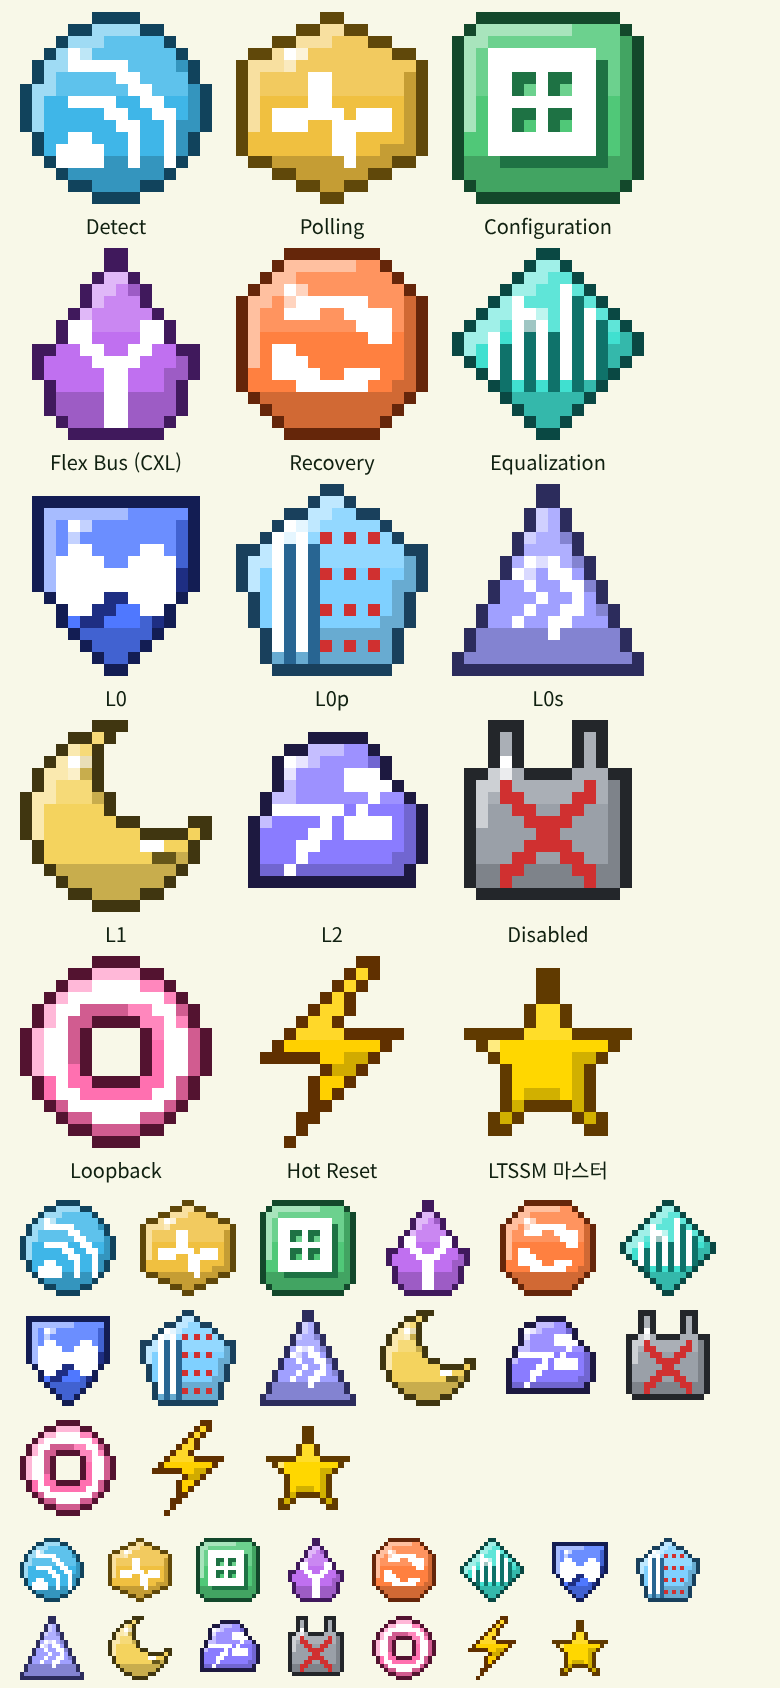 Detect
Polling
Configuration
Flex Bus (CXL)
Recovery
Equalization
L0
L0p
L0s
L1
L2
Disabled
Loopback
Hot Reset
LTSSM 마스터